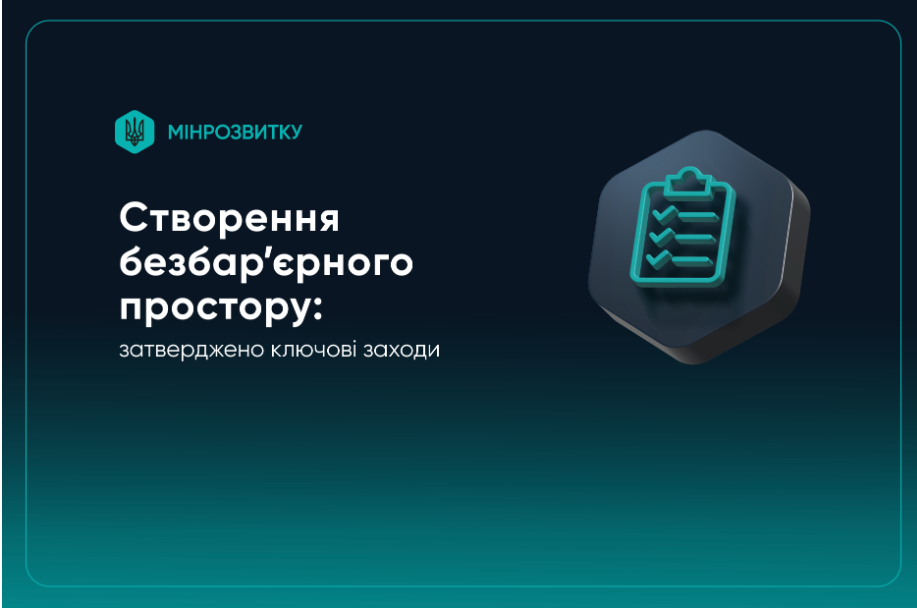 МІНРОЗВИТКУ
Створення
безбар’єрного
простору:
затверджено ключові заходи